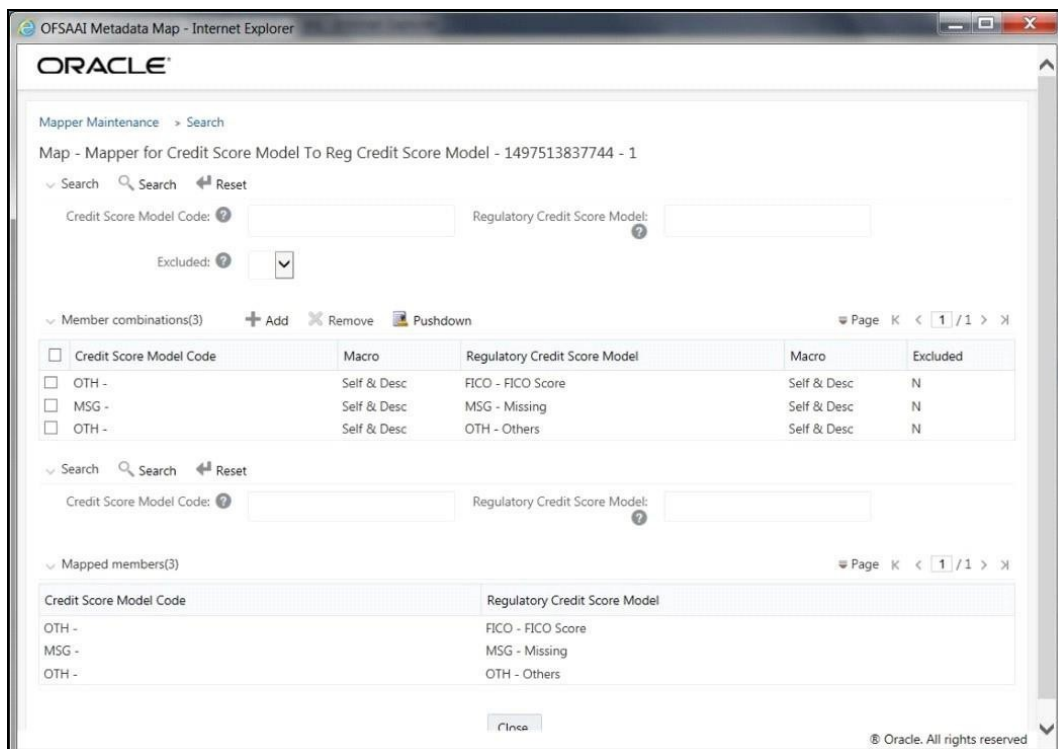 OFSAAI Metadata Map - Internet Explorer
ORACLE
Mapper Maintenance > Search
Map - Mapper for Credit Score Model To Reg Credit Score Model - 1497513837744 - 1
Search Search Reset
Credit Score Model Code: ? Regulatory Credit Score Model: ?
Excluded: ?
Member combinations(3) Add Remove Pushdown Page 1 / 1
Credit Score Model Code Macro Regulatory Credit Score Model Macro Excluded
OTH - Self & Desc FICO - FICO Score Self & Desc N
MSG - Self & Desc MSG - Missing Self & Desc N
OTH - Self & Desc OTH - Others Self & Desc N
Search Search Reset
Credit Score Model Code: ? Regulatory Credit Score Model: ?
Mapped members(3) Page 1 / 1
Credit Score Model Code Regulatory Credit Score Model
OTH - FICO - FICO Score
MSG - MSG - Missing
OTH - OTH - Others
Close
® Oracle. All rights reserved